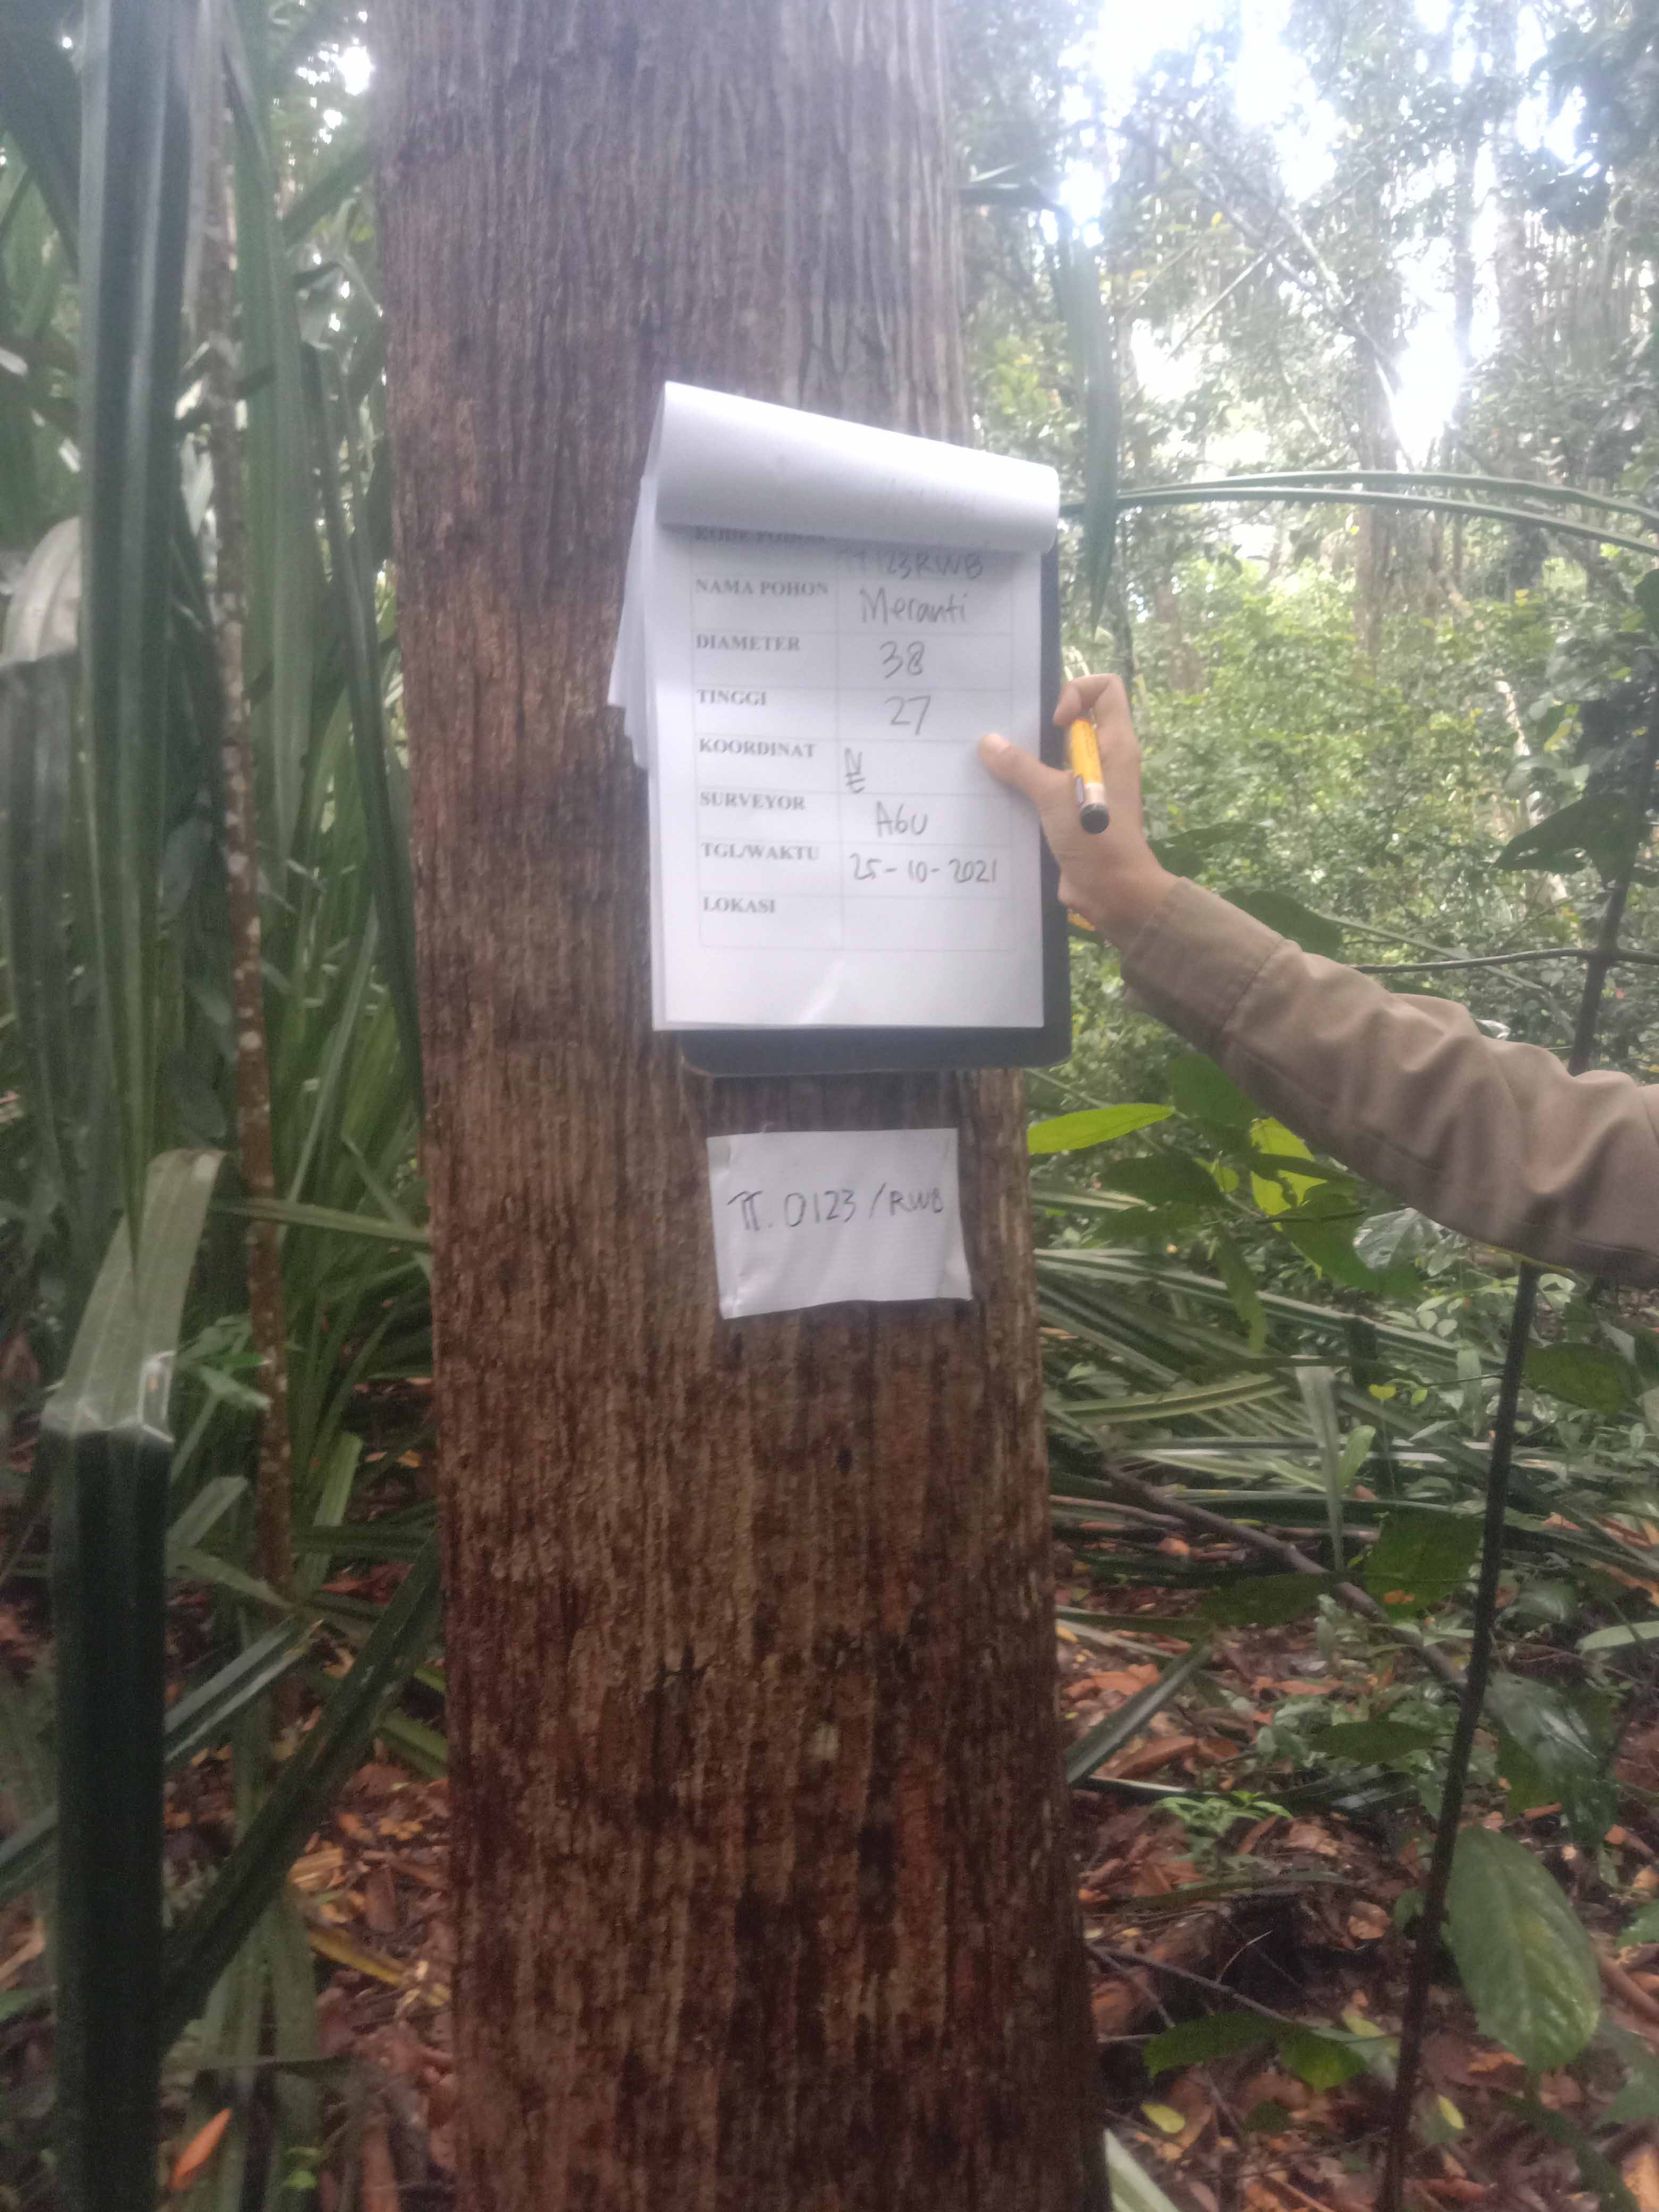 KODE POHON 123RWB
NAMA POHON Meranti
DIAMETER 38
TINGGI 27
KOORDINAT N
E
SURVEYOR Abu
TGL/WAKTU 25-10-2021
LOKASI
TT.0123/RWB